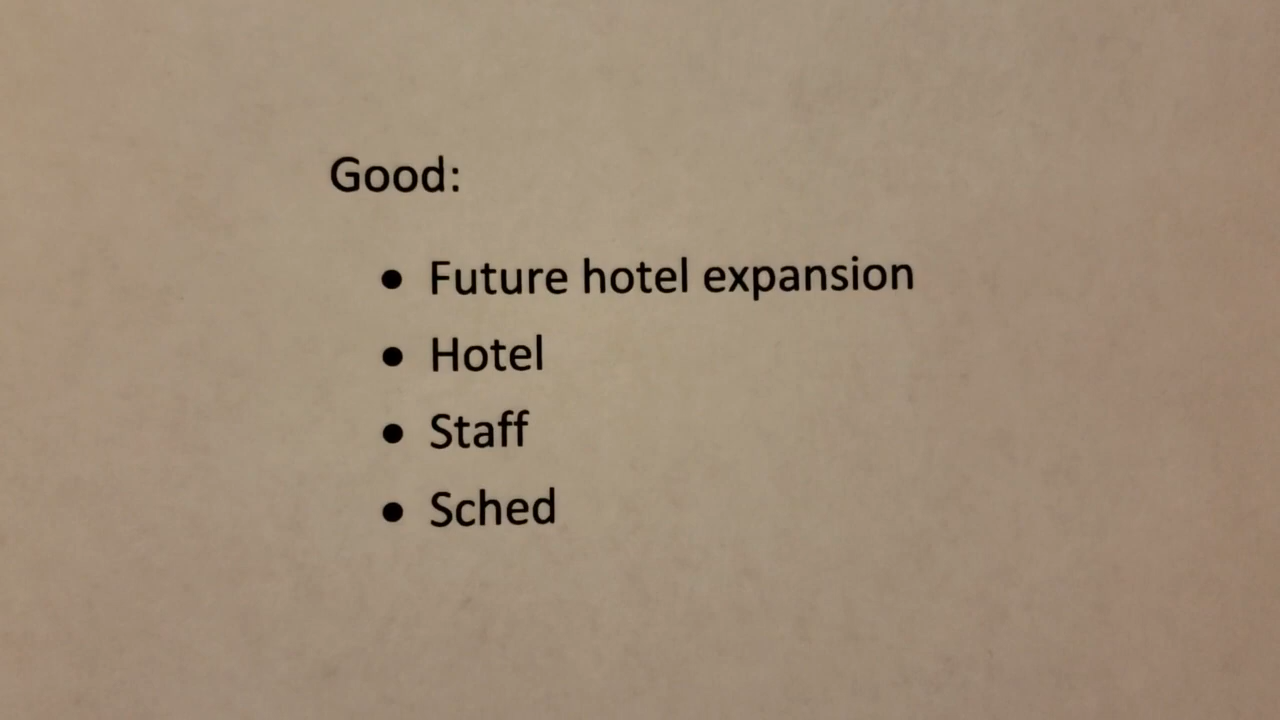 Good:
• Future hotel expansion
• Hotel
• Staff
• Sched